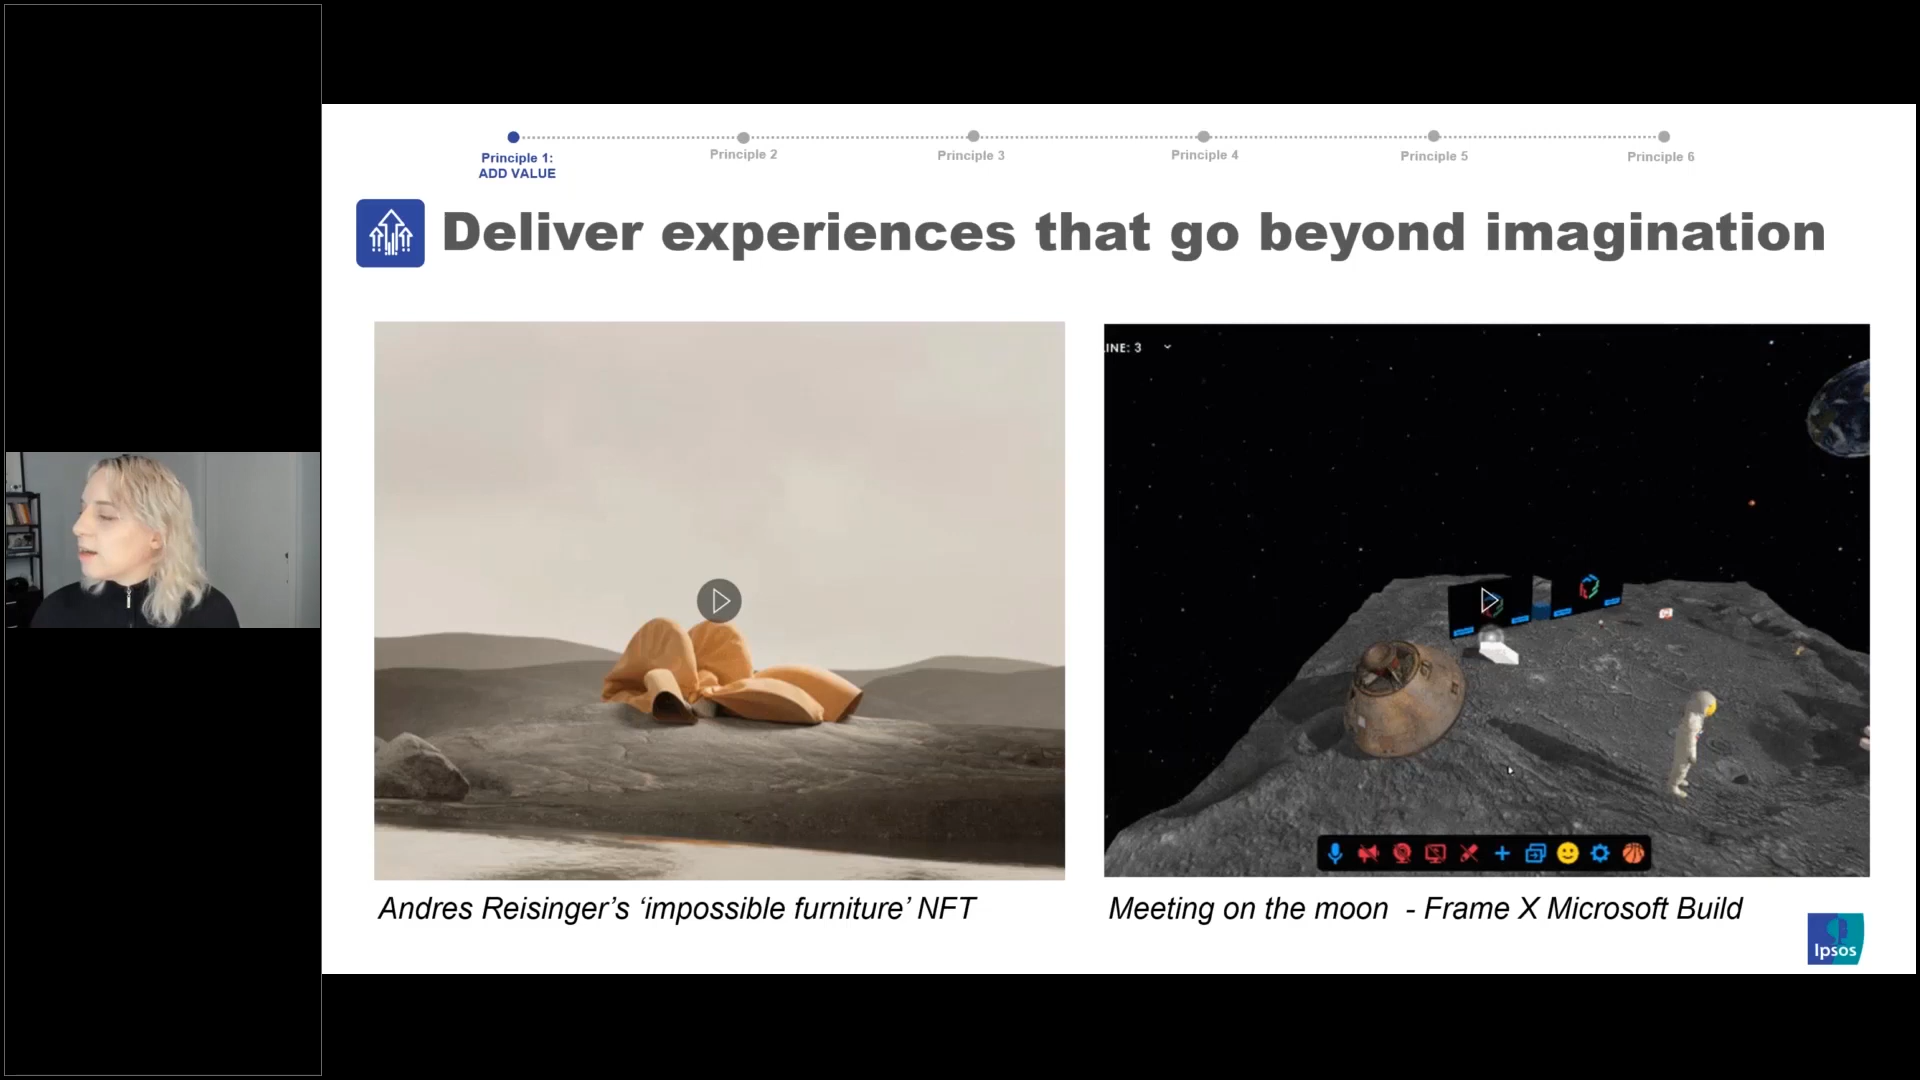 Principle 1:
ADD VALUE
Principle 2
Principle 3
Principle 4
Principle 5
Principle 6
Deliver experiences that go beyond imagination
INE: 3
Andres Reisinger's ‘impossible furniture’ NFT
Meeting on the moon - Frame X Microsoft Build
Ipsos